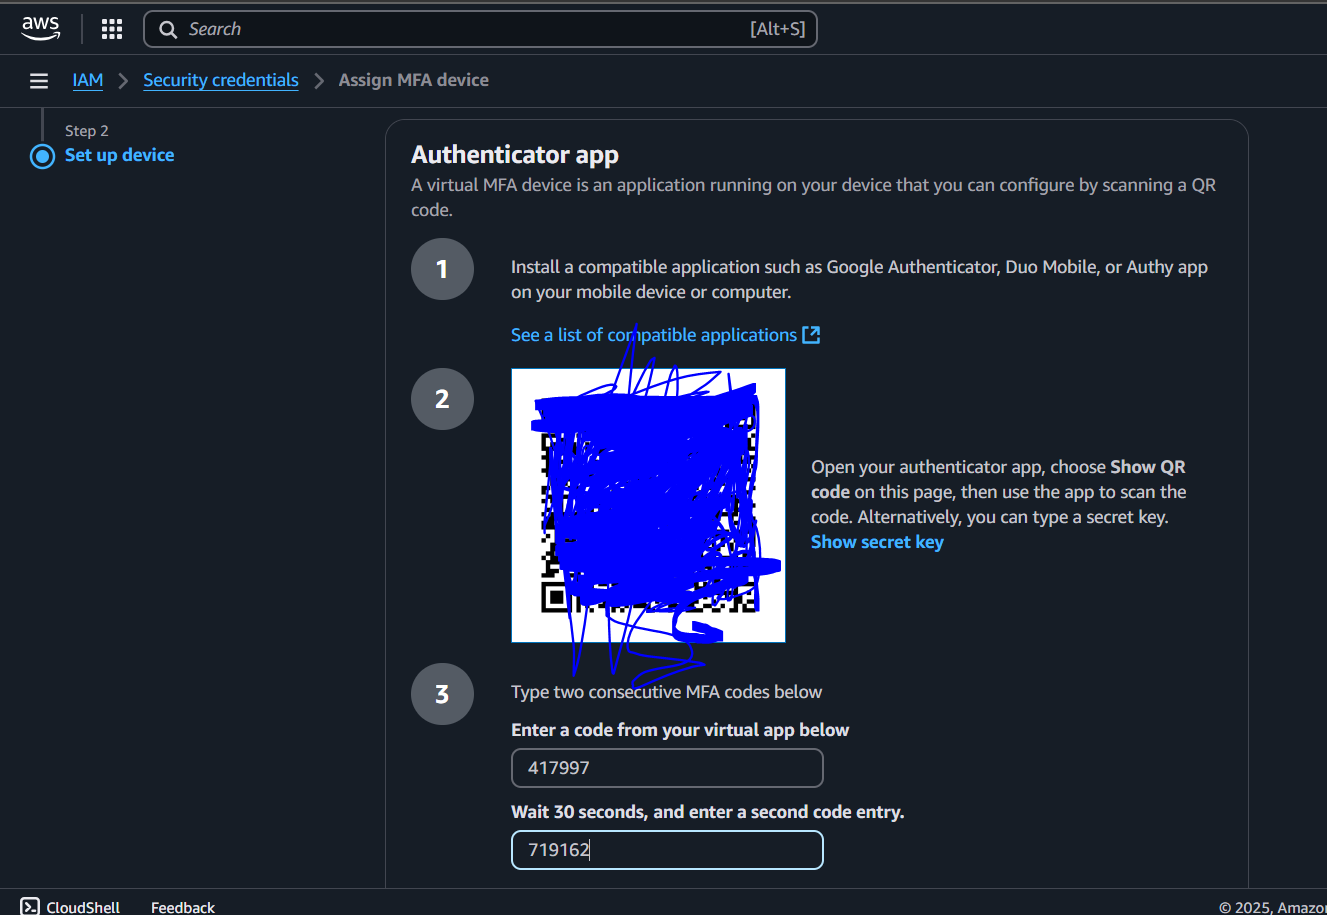 aws
Search [Alt+S]
IAM Security credentials Assign MFA device
Step 2
Set up device
Authenticator app
A virtual MFA device is an application running on your device that you can configure by scanning a QR
code.
1
Install a compatible application such as Google Authenticator, Duo Mobile, or Authy app
on your mobile device or computer.
See a list of compatible applications
2
Open your authenticator app, choose Show QR
code on this page, then use the app to scan the
code. Alternatively, you can type a secret key.
Show secret key
3
Type two consecutive MFA codes below
Enter a code from your virtual app below
417997
Wait 30 seconds, and enter a second code entry.
719162
CloudShell Feedback © 2025, Amazo